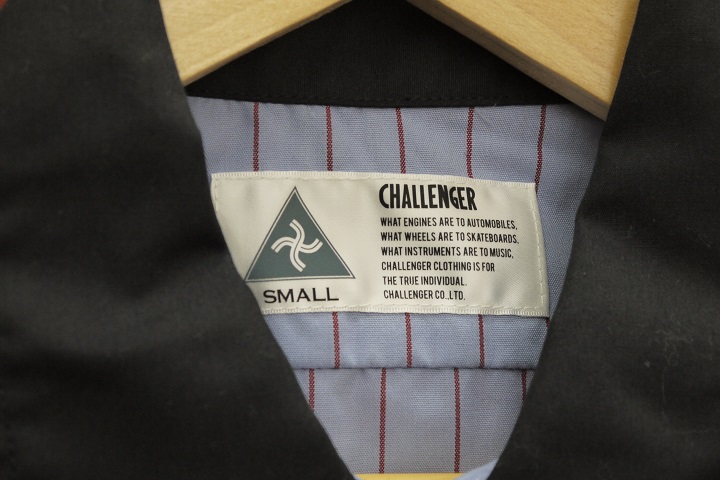 CHALLENGER
WHAT ENGINES ARE TO AUTOMOBILES,
WHAT WHEELS ARE TO SKATEBOARDS,
WHAT INSTRUMENTS ARE TO MUSIC,
CHALLENGER CLOTHING IS FOR
THE TRUE INDIVIDUAL.
CHALLENGER CO.,LTD.
SMALL